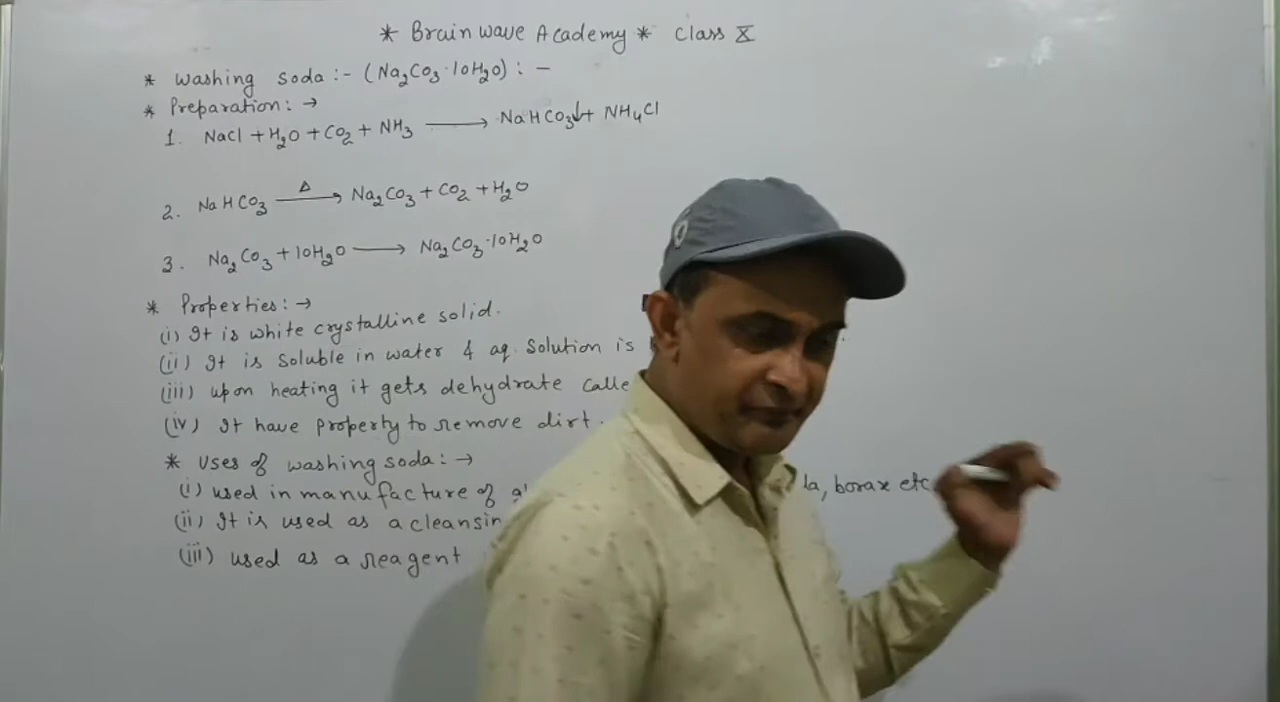 * Brain wave Academy * class X
* washing soda :- (Na₂CO₃·10H₂O) : -
* Preparation : →
1. NaCl + H₂O + CO₂ + NH₃ ⟶ NaHCO₃↓ + NH₄Cl
2. NaHCO₃ —Δ→ Na₂CO₃ + CO₂ + H₂O
3. Na₂CO₃ + 10H₂O ⟶ Na₂CO₃·10H₂O
* Properties : →
(i) It is white crystalline solid.
(ii) It is soluble in water & aq. solution is
(iii) upon heating it gets dehydrate calle
(iv) It have property to remove dirt.
* Uses of washing soda : →
(i) used in manufacture of borax etc
(ii) It is used as a cleansin
(iii) used as a reagent